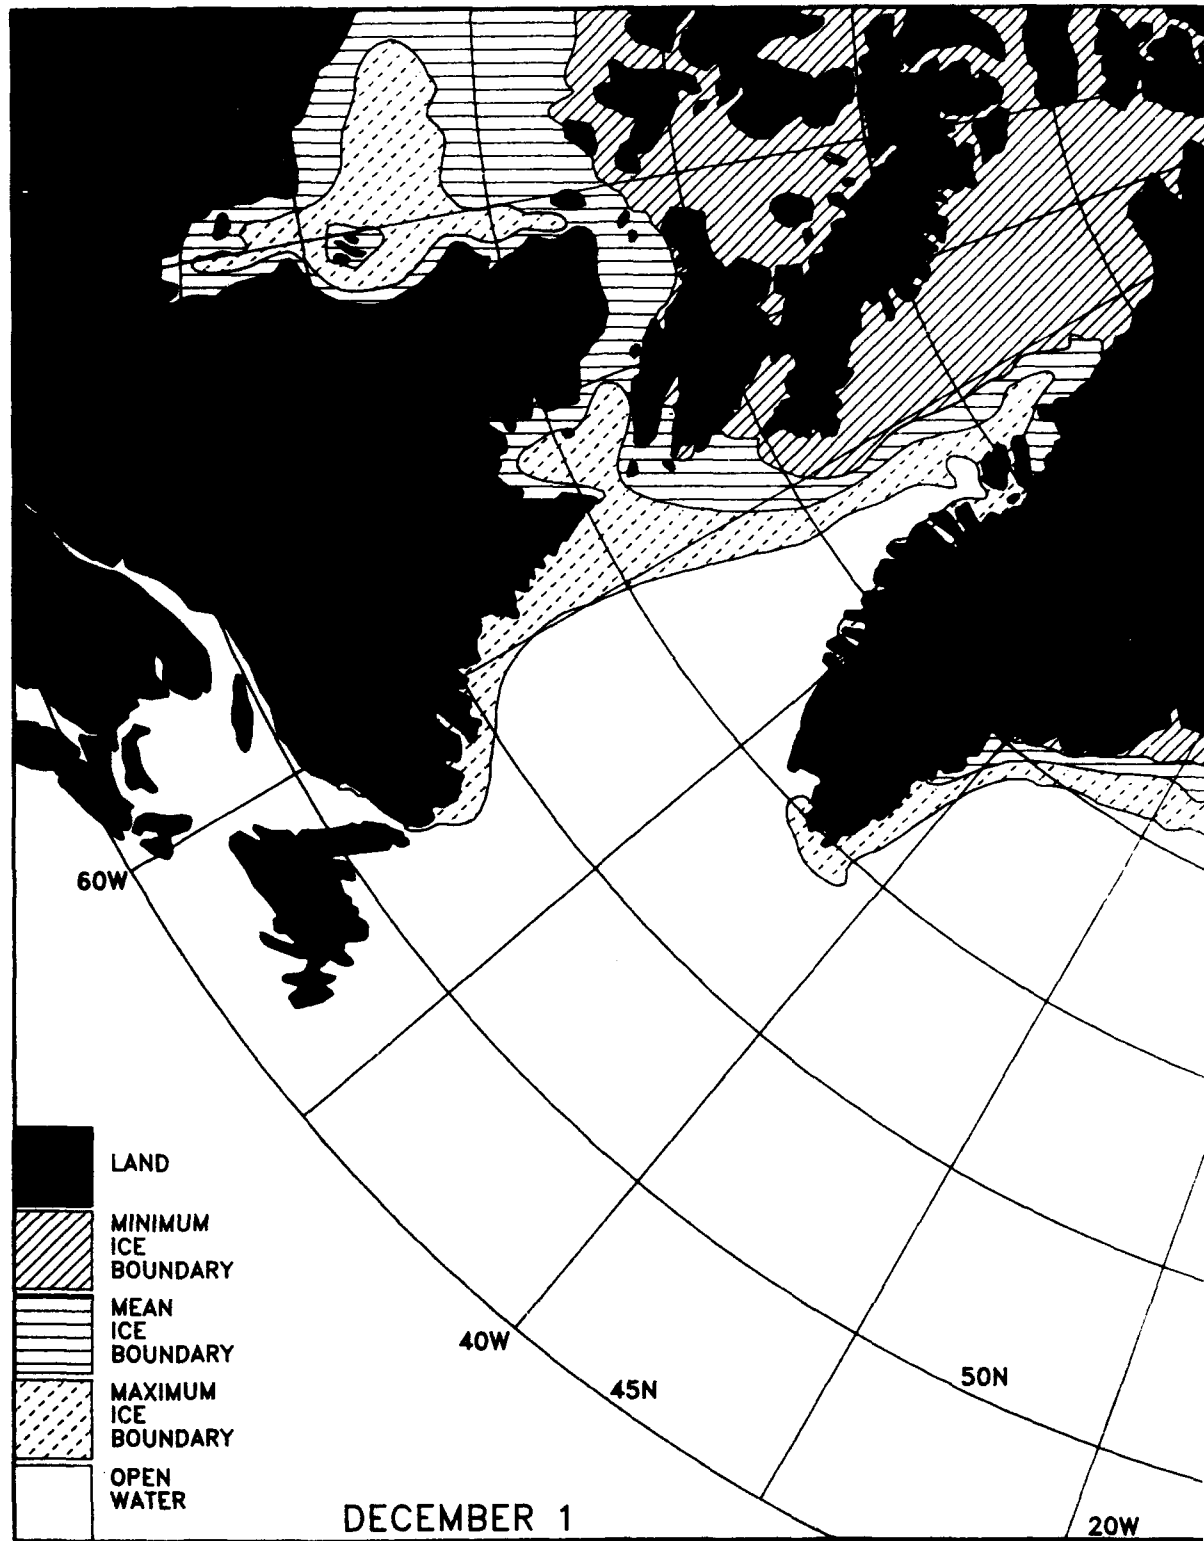 60W
LAND
MINIMUM
ICE
BOUNDARY
MEAN
ICE
BOUNDARY
MAXIMUM
ICE
BOUNDARY
OPEN
WATER
40W
45N
50N
20W
DECEMBER 1